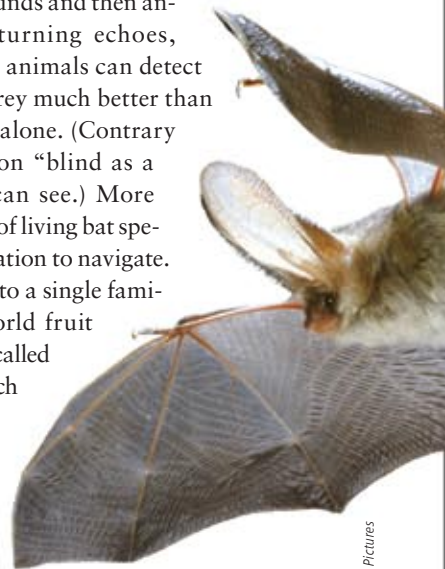 unds and then an-
turning echoes,
animals can detect
rey much better than
alone. (Contrary
on “blind as a
can see.) More
of living bat spe-
ation to navigate.
to a single fami-
orld fruit
called
ch
Pictures